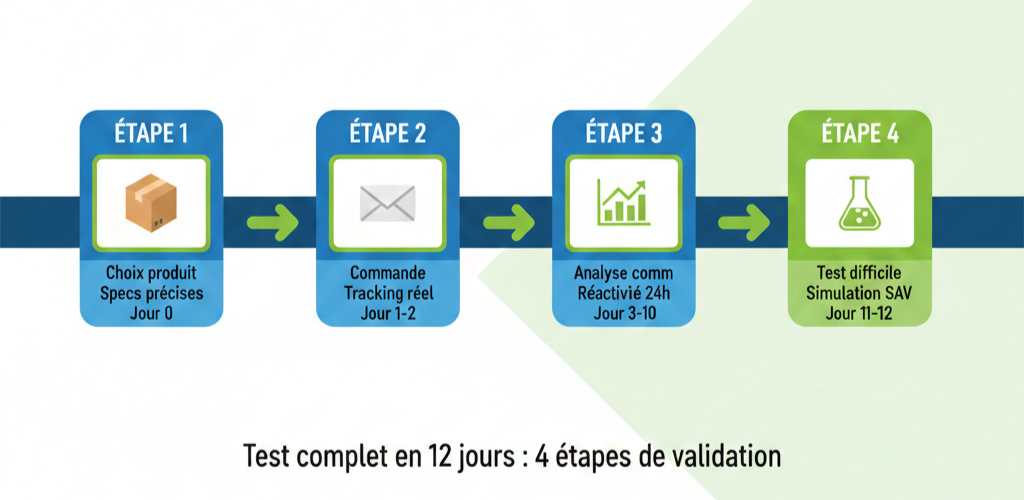 ÉTAPE 1
Choix produit
Specs précises
Jour 0
ÉTAPE 2
Commande
Tracking réel
Jour 1-2
ÉTAPE 3
Analyse comm
Réactivié 24h
Jour 3-10
ÉTAPE 4
Test difficile
Simulation SAV
Jour 11-12
Test complet en 12 jours : 4 étapes de validation